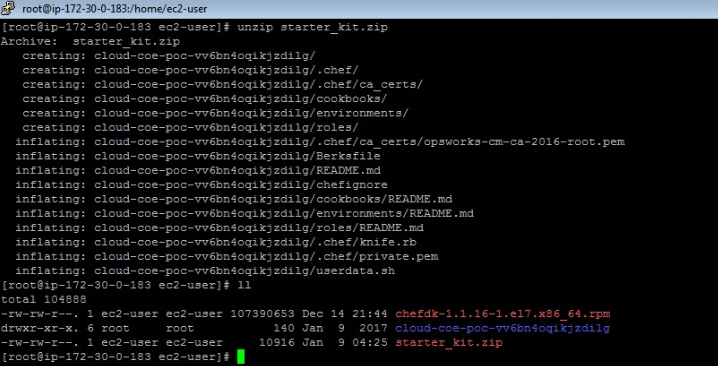 root@ip-172-30-0-183:/home/ec2-user
[root@ip-172-30-0-183 ec2-user]# unzip starter_kit.zip
Archive:  starter_kit.zip
   creating: cloud-coe-poc-vv6bn4oqikjzdilg/
   creating: cloud-coe-poc-vv6bn4oqikjzdilg/.chef/
   creating: cloud-coe-poc-vv6bn4oqikjzdilg/.chef/ca_certs/
   creating: cloud-coe-poc-vv6bn4oqikjzdilg/cookbooks/
   creating: cloud-coe-poc-vv6bn4oqikjzdilg/environments/
   creating: cloud-coe-poc-vv6bn4oqikjzdilg/roles/
  inflating: cloud-coe-poc-vv6bn4oqikjzdilg/.chef/ca_certs/opsworks-cm-ca-2016-root.pem
  inflating: cloud-coe-poc-vv6bn4oqikjzdilg/Berksfile
  inflating: cloud-coe-poc-vv6bn4oqikjzdilg/README.md
  inflating: cloud-coe-poc-vv6bn4oqikjzdilg/chefignore
  inflating: cloud-coe-poc-vv6bn4oqikjzdilg/cookbooks/README.md
  inflating: cloud-coe-poc-vv6bn4oqikjzdilg/environments/README.md
  inflating: cloud-coe-poc-vv6bn4oqikjzdilg/roles/README.md
  inflating: cloud-coe-poc-vv6bn4oqikjzdilg/.chef/knife.rb
  inflating: cloud-coe-poc-vv6bn4oqikjzdilg/.chef/private.pem
  inflating: cloud-coe-poc-vv6bn4oqikjzdilg/userdata.sh
[root@ip-172-30-0-183 ec2-user]# ll
total 104888
-rw-rw-r--. 1 ec2-user ec2-user 107390653 Dec 14 21:44 chefdk-1.1.16-1.el7.x86_64.rpm
drwxr-xr-x. 6 root     root           140 Jan  9  2017 cloud-coe-poc-vv6bn4oqikjzdilg
-rw-rw-r--. 1 ec2-user ec2-user     10916 Jan  9 04:25 starter_kit.zip
[root@ip-172-30-0-183 ec2-user]#